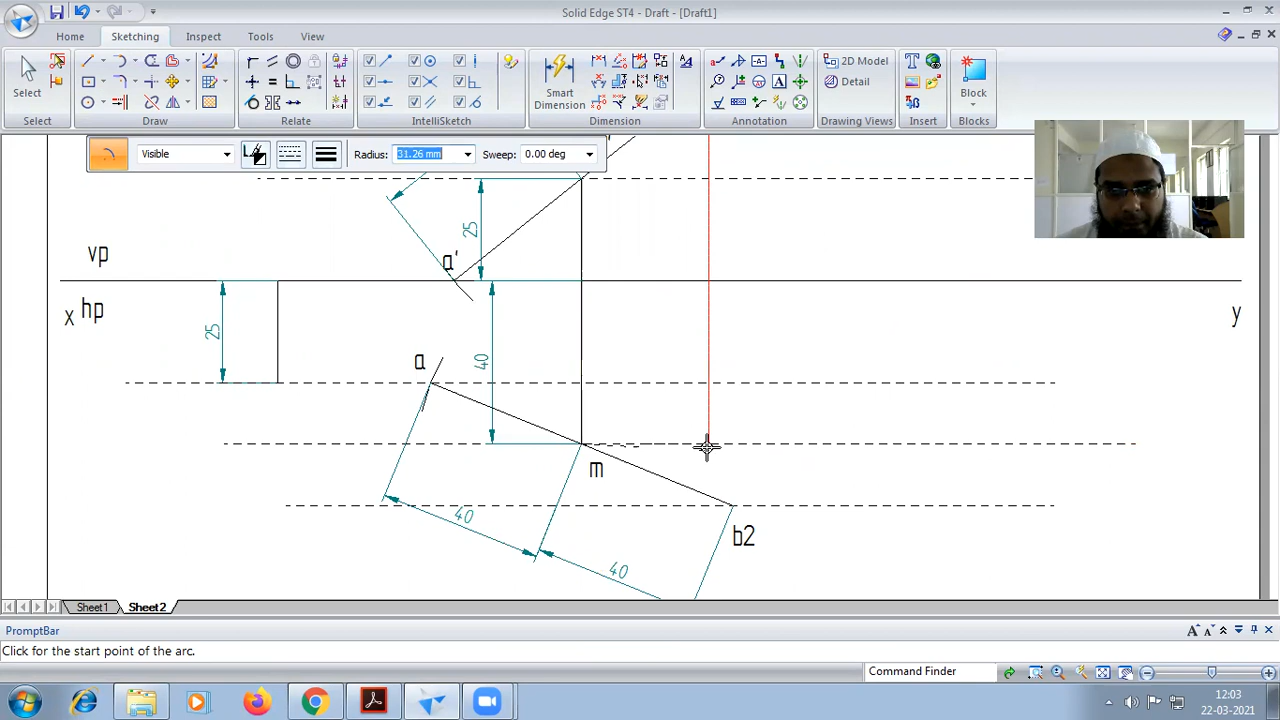 Solid Edge ST4 - Draft - [Draft1]
Home Sketching Inspect Tools View
Select
Smart Dimension
2D Model
Detail
Block
Select Draw Relate IntelliSketch Dimension Annotation Drawing Views Insert Blocks
Visible Radius: 31.26 mm Sweep: 0.00 deg
25
vp
a'
x hp
y
25
a
40
m
40
b2
40
Sheet1 Sheet2
PromptBar
Click for the start point of the arc.
Command Finder
12:03
22-03-2021